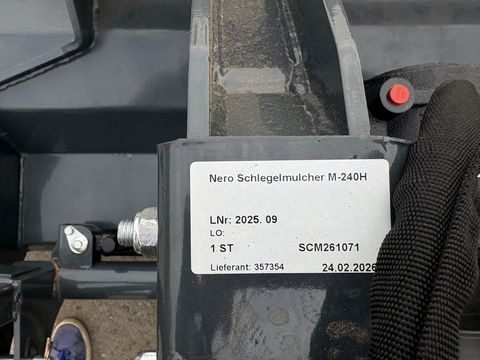 Nero Schlegelmulcher M-240H
LNr: 2025. 09
LO:
1 ST SCM261071
Lieferant: 357354 24.02.2026